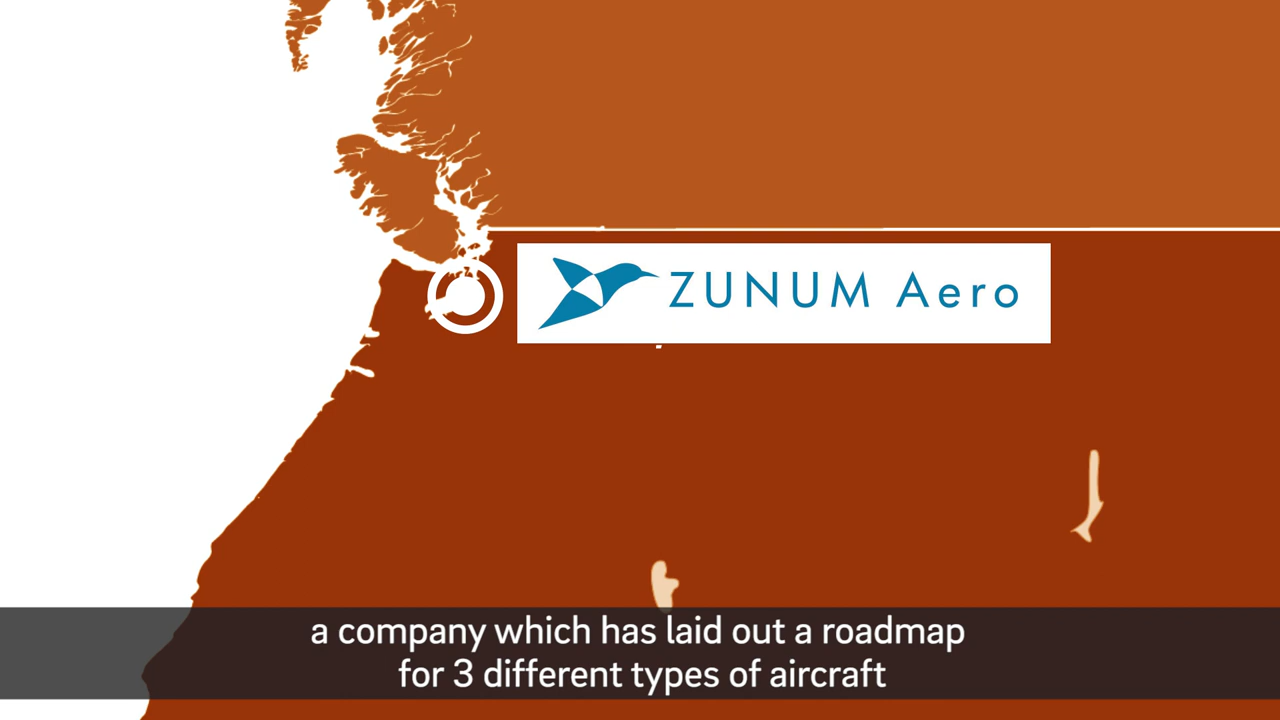 ZUNUM Aero
a company which has laid out a roadmap
for 3 different types of aircraft